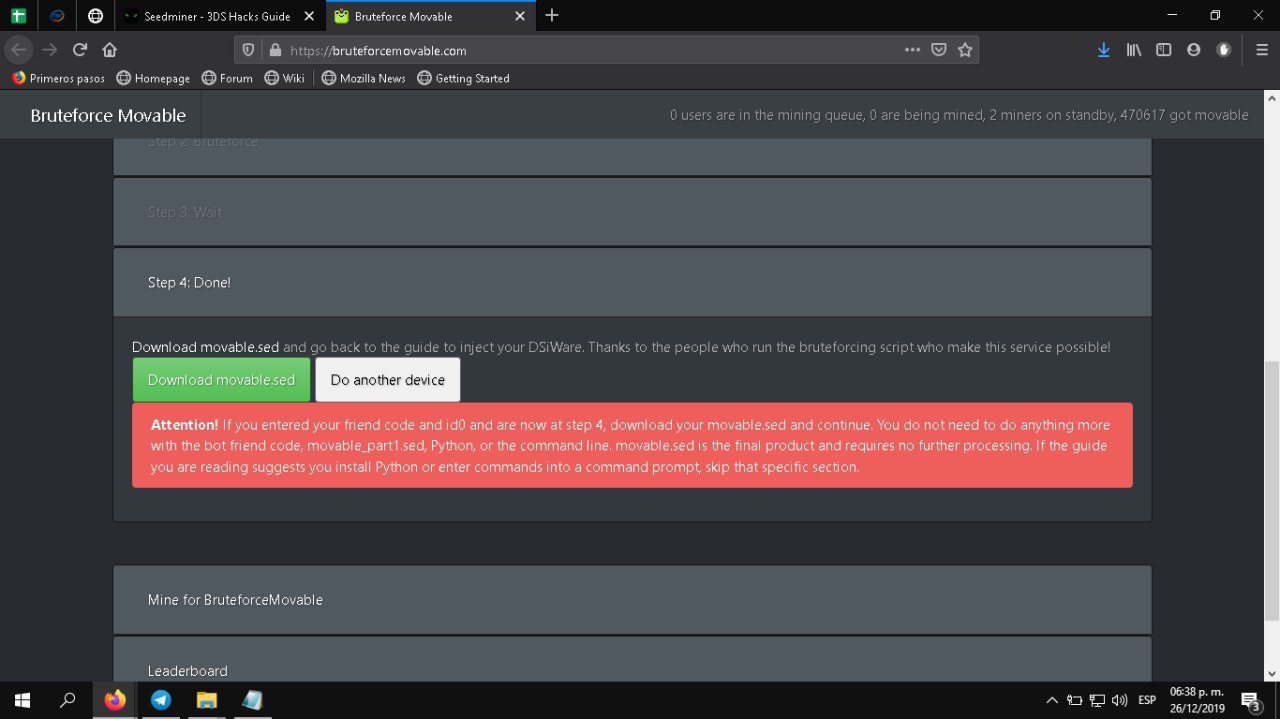 Seedminer - 3DS Hacks Guide
Bruteforce Movable
https://bruteforcemovable.com
Primeros pasos
Homepage
Forum
Wiki
Mozilla News
Getting Started
Bruteforce Movable
0 users are in the mining queue, 0 are being mined, 2 miners on standby, 470617 got movable
Step 2: Bruteforce
Step 3: Wait
Step 4: Done!
Download movable.sed and go back to the guide to inject your DSiWare. Thanks to the people who run the bruteforcing script who make this service possible!
Download movable.sed
Do another device
Attention! If you entered your friend code and id0 and are now at step 4, download your movable.sed and continue. You do not need to do anything more
with the bot friend code, movable_part1.sed, Python, or the command line. movable.sed is the final product and requires no further processing. If the guide
you are reading suggests you install Python or enter commands into a command prompt, skip that specific section.
Mine for BruteforceMovable
Leaderboard
ESP
06:38 p. m.
26/12/2019
3